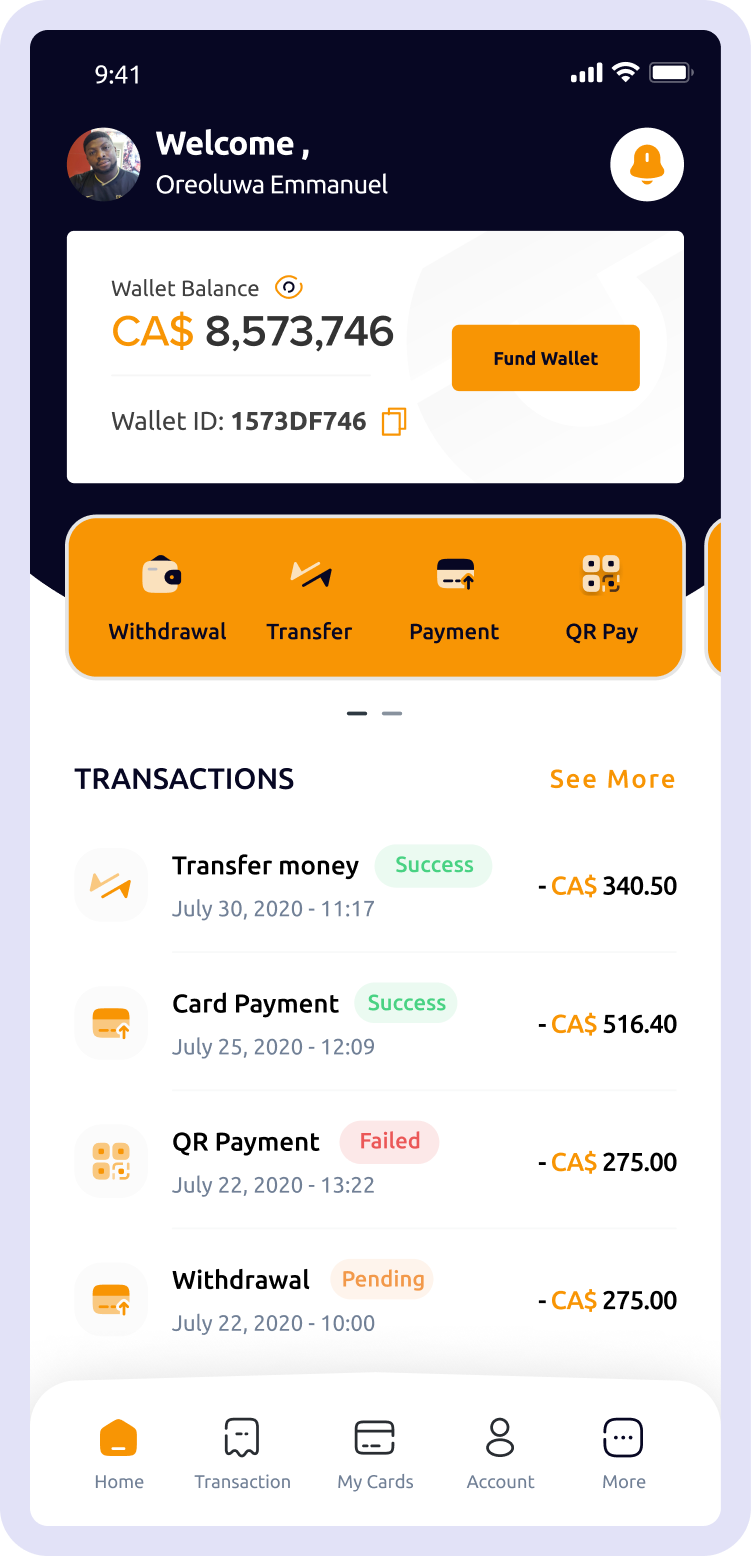 9:41
Welcome ,
Oreoluwa Emmanuel
Wallet Balance
CA$ 8,573,746
Fund Wallet
Wallet ID: 1573DF746
Withdrawal Transfer Payment QR Pay
TRANSACTIONS See More
Transfer money Success
- CA$ 340.50
July 30, 2020 - 11:17
Card Payment Success
- CA$ 516.40
July 25, 2020 - 12:09
QR Payment Failed
- CA$ 275.00
July 22, 2020 - 13:22
Withdrawal Pending
- CA$ 275.00
July 22, 2020 - 10:00
Home Transaction My Cards Account More